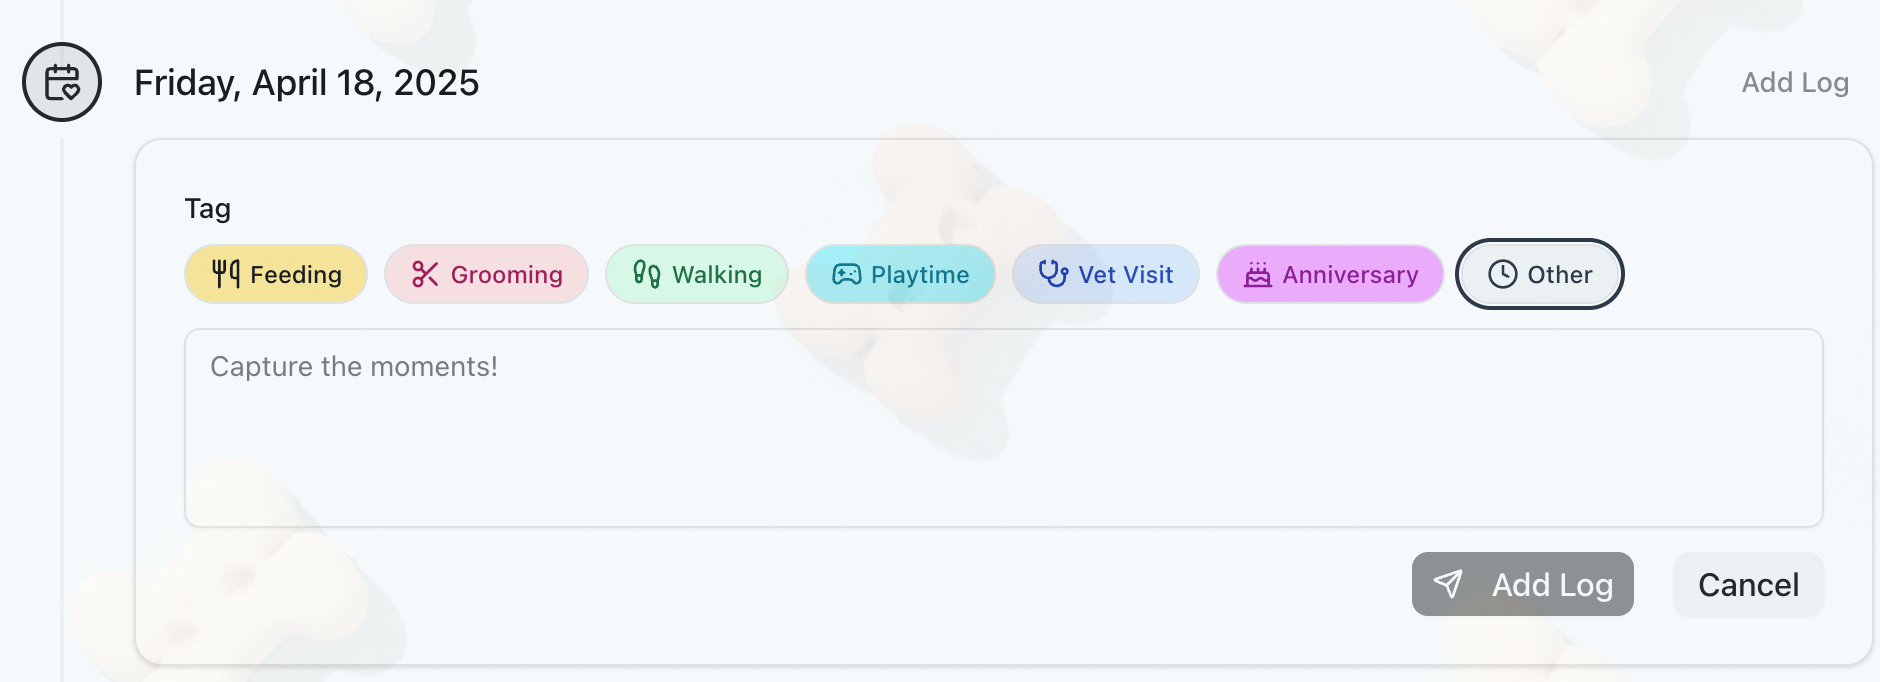 Friday, April 18, 2025
Add Log
Tag
Feeding
Grooming
Walking
Playtime
Vet Visit
Anniversary
Other
Capture the moments!
Add Log
Cancel